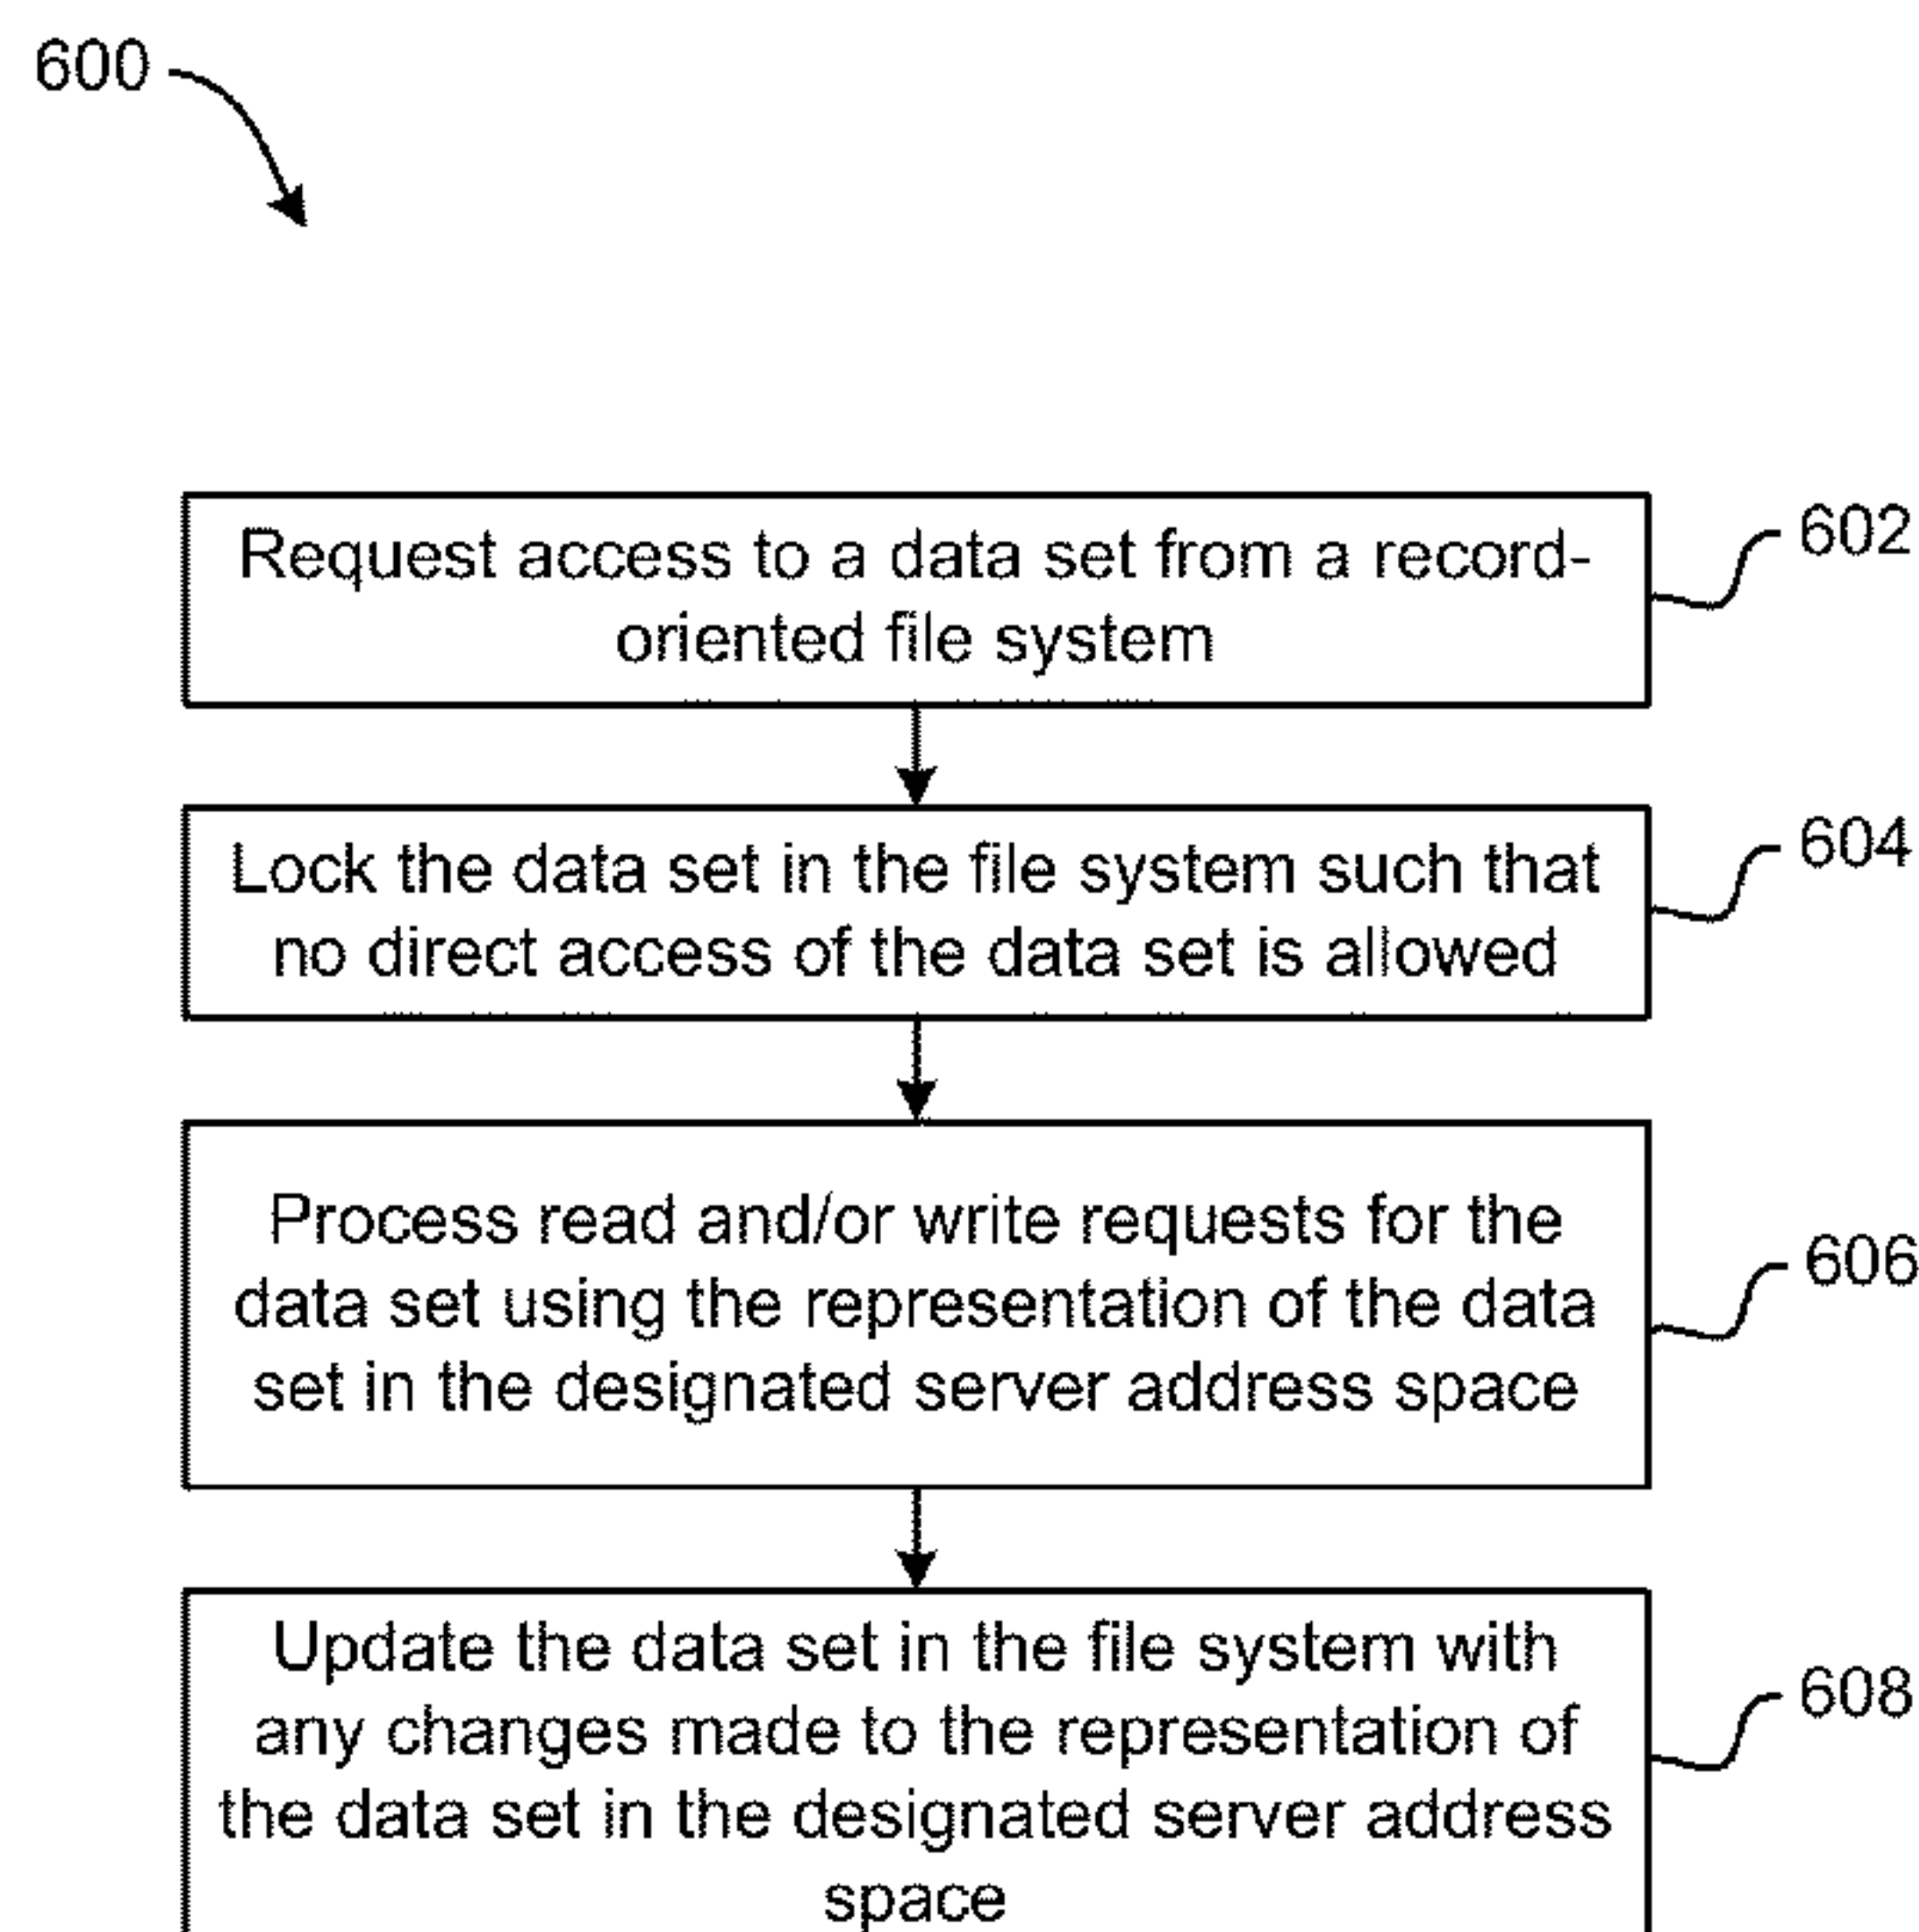 600
Request access to a data set from a record-
oriented file system
602
Lock the data set in the file system such that
no direct access of the data set is allowed
604
Process read and/or write requests for the
data set using the representation of the data
set in the designated server address space
606
Update the data set in the file system with
any changes made to the representation of
the data set in the designated server address
space
608